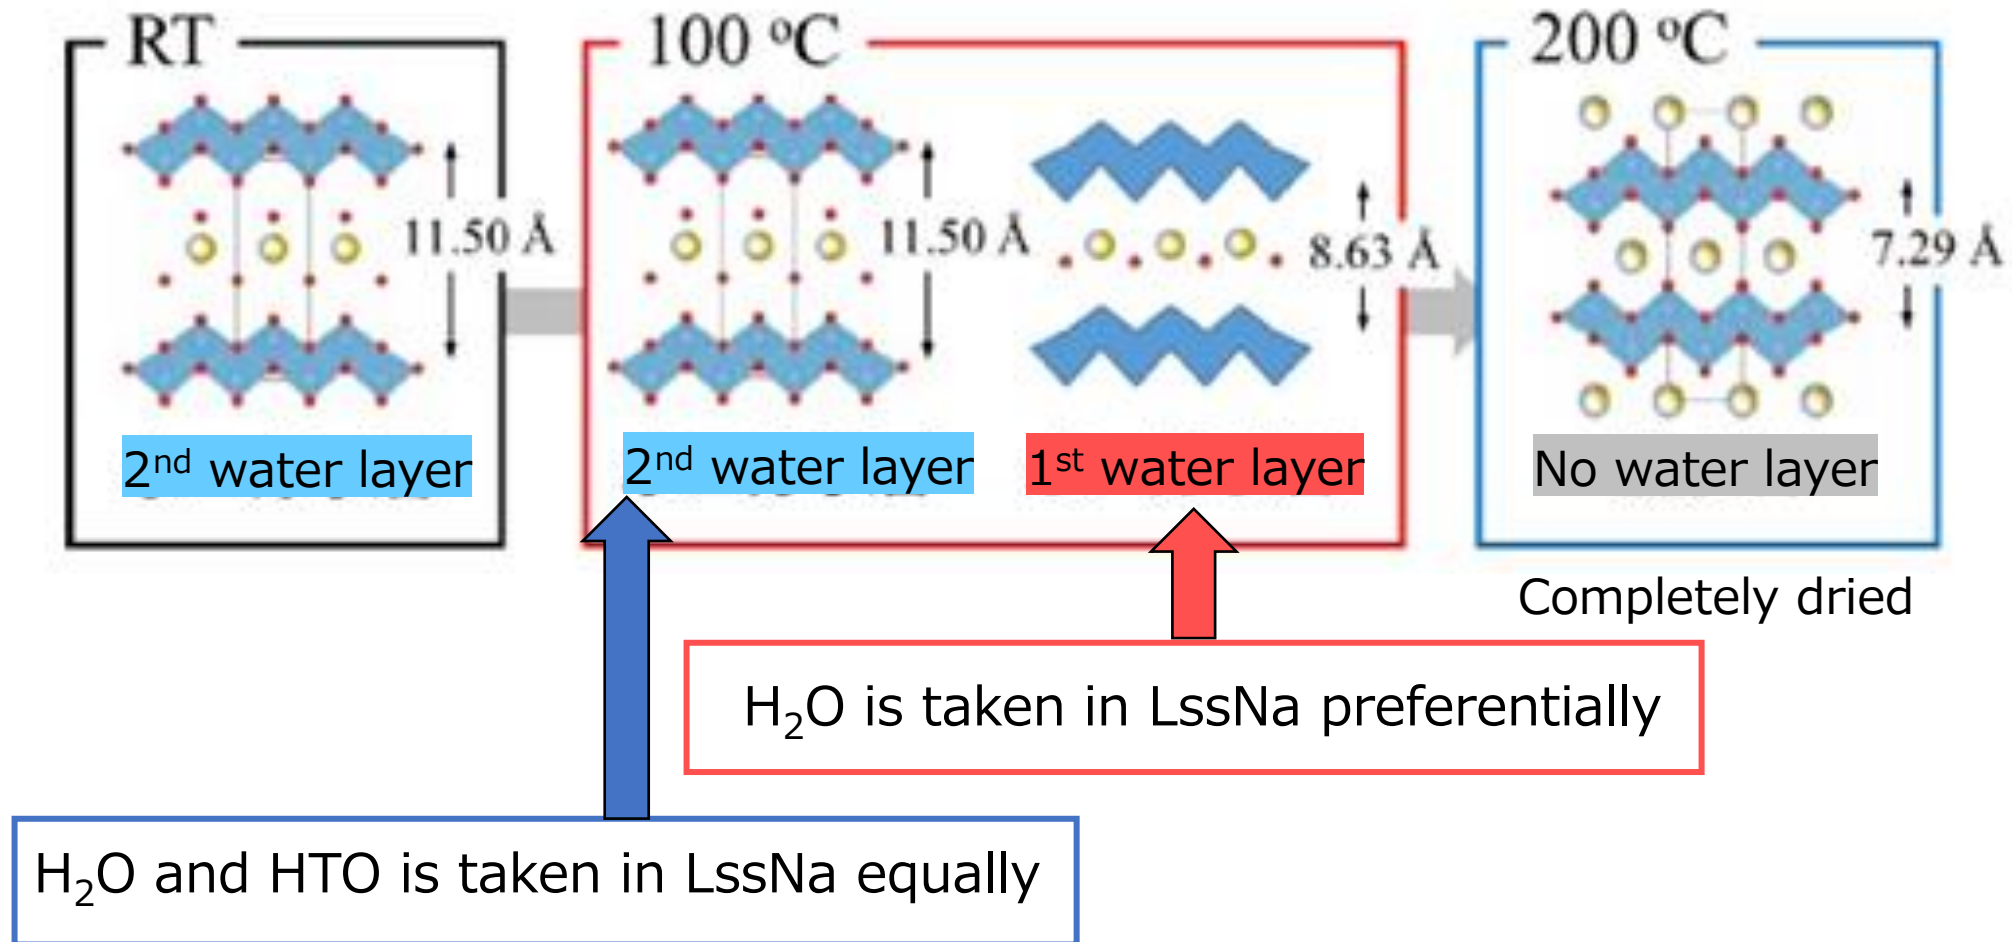 RT
100 ºC
200 ºC
11.50 Å
11.50 Å
8.63 Å
7.29 Å
2nd water layer
2nd water layer
1st water layer
No water layer
Completely dried
H₂O is taken in LssNa preferentially
H₂O and HTO is taken in LssNa equally